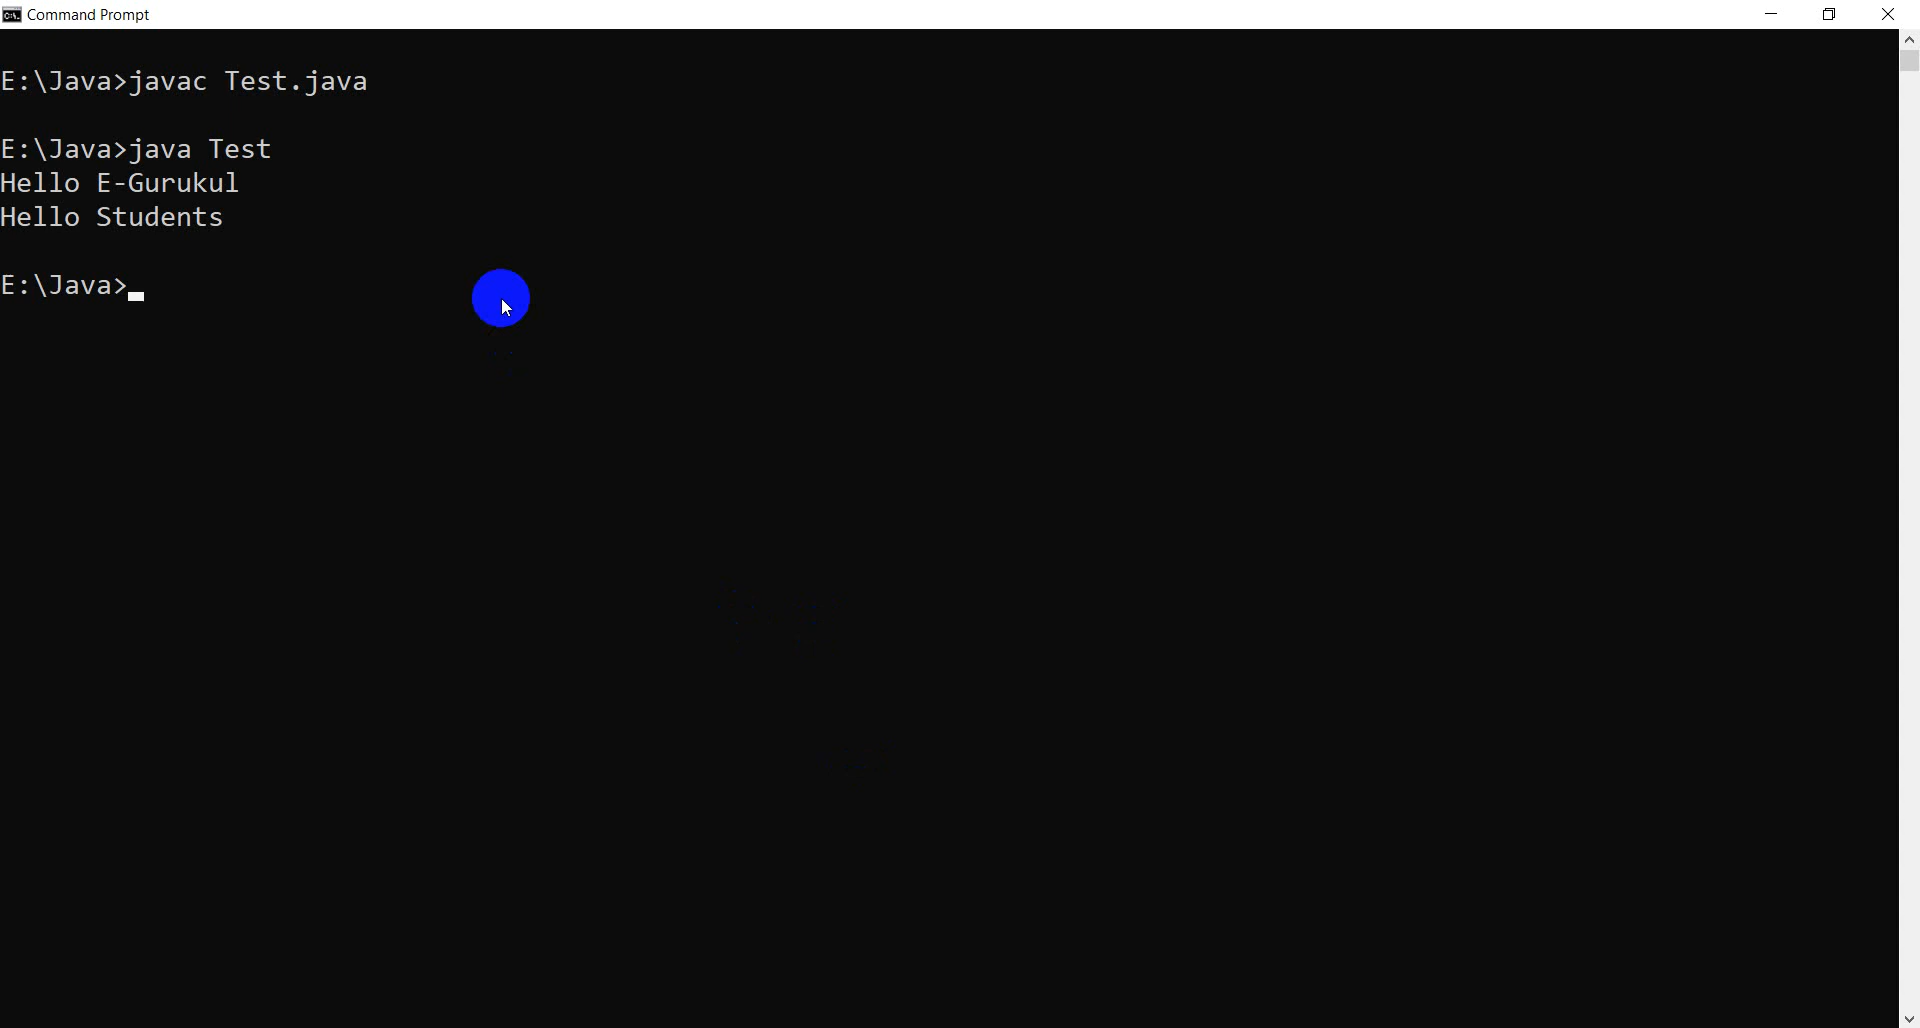 Command Prompt
E:\Java>javac Test.java
E:\Java>java Test
Hello E-Gurukul
Hello Students
E:\Java>